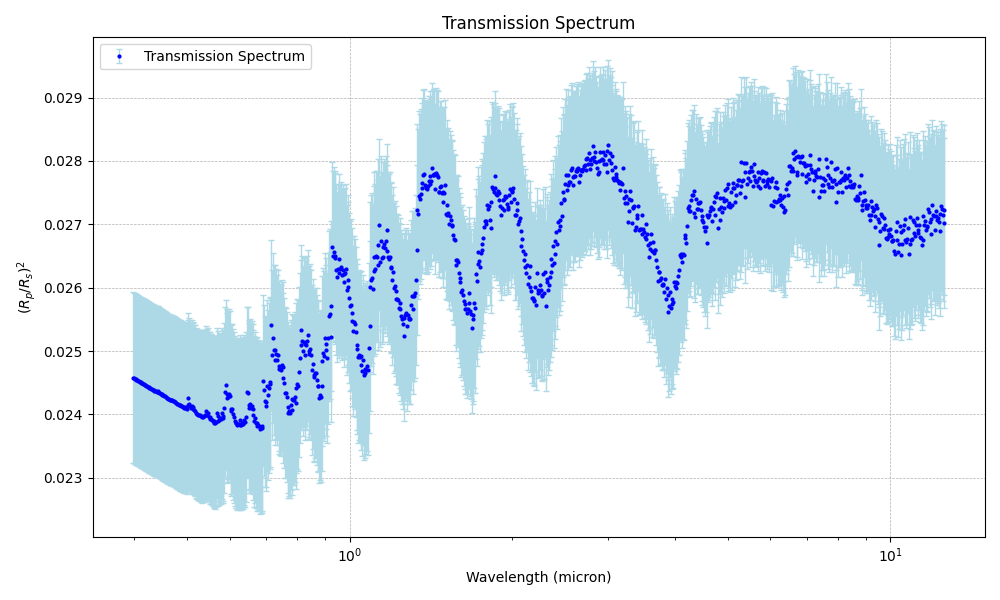 Transmission Spectrum
Transmission Spectrum
0.029
0.028
0.027
0.026
0.025
0.024
0.023
(R_p/R_s)^2
10^0
10^1
Wavelength (micron)